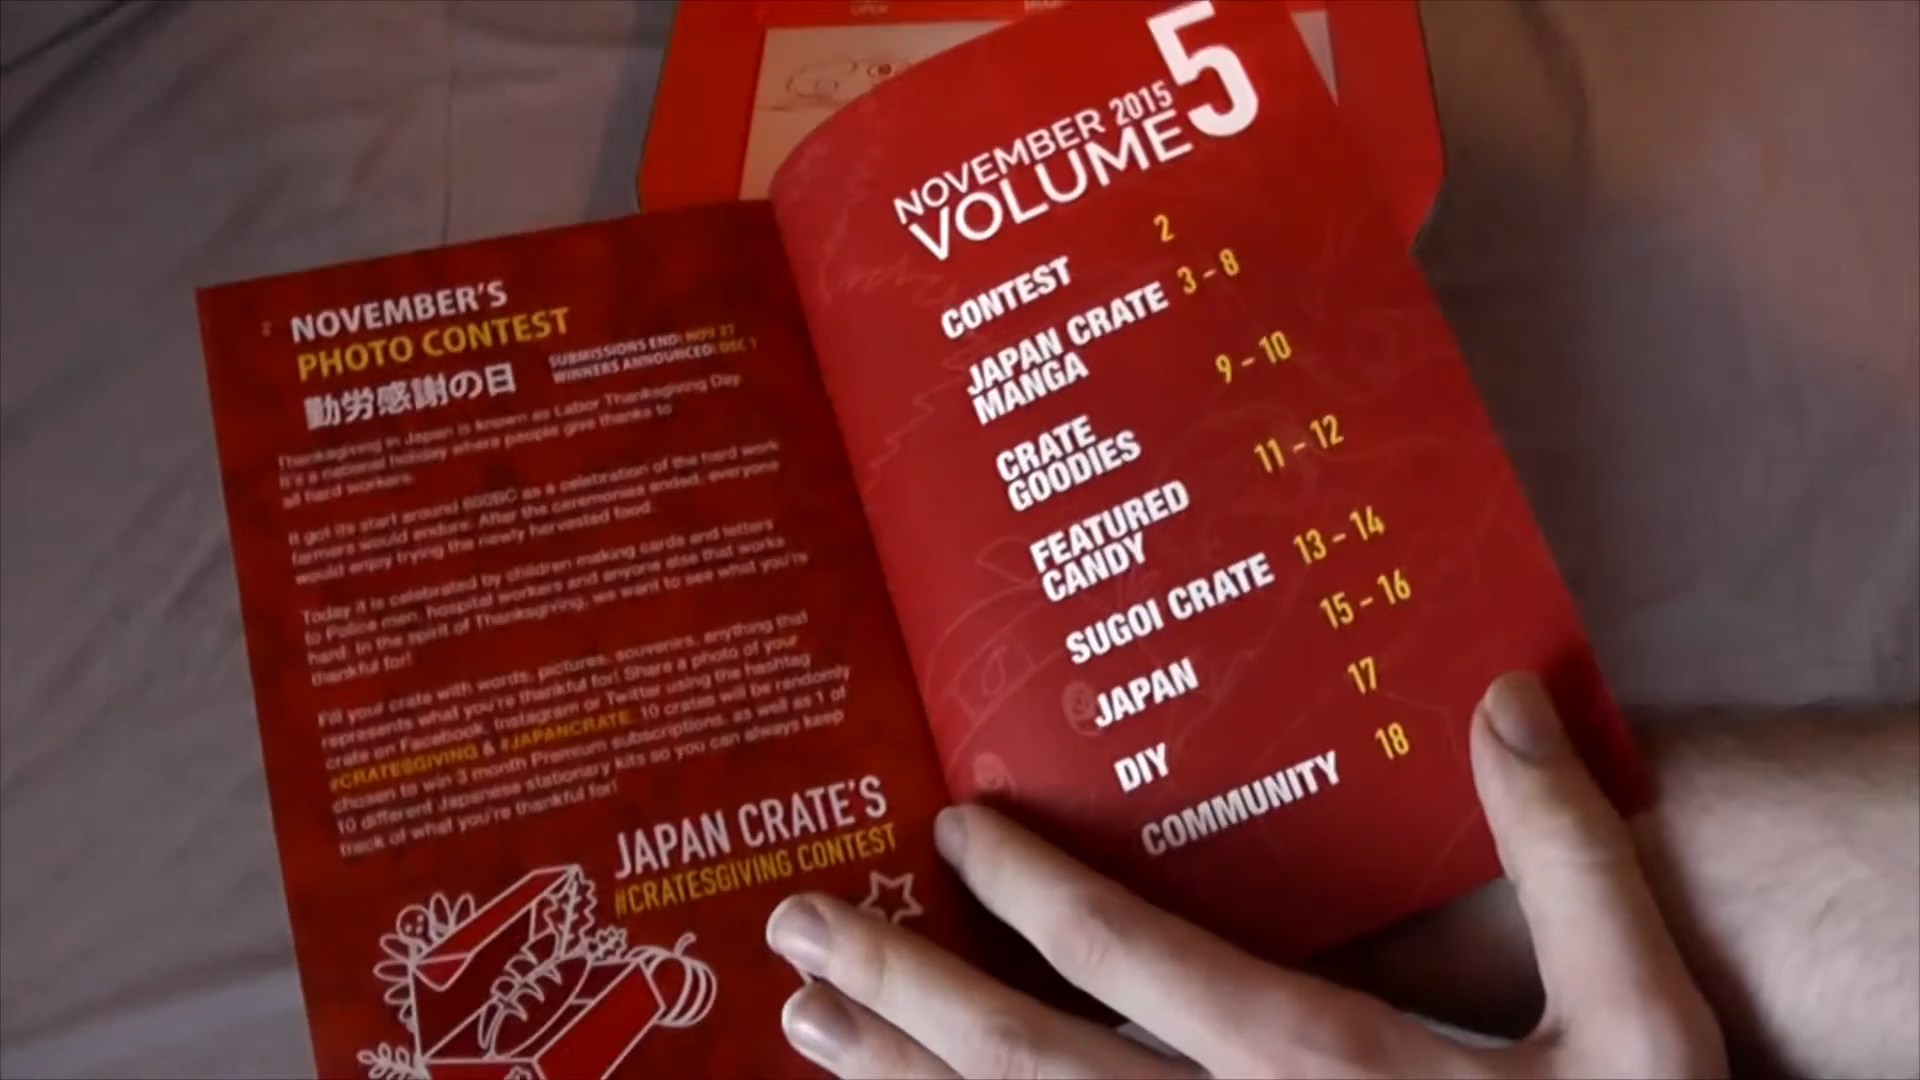 OPEN
2
NOVEMBER'S
PHOTO CONTEST
勤労感謝の日
SUBMISSIONS END: NOV 27
WINNERS ANNOUNCED: DEC 1
Thanksgiving in Japan is known as Labor Thanksgiving Day.
It's a national holiday where people give thanks to
all hard workers.
It got its start around 600BC as a celebration of the hard work
farmers would endure. After the ceremonies ended, everyone
would enjoy trying the newly harvested food.
Today it is celebrated by children making cards and letters
to Police men, hospital workers and anyone else that works
hard. In the spirit of Thanksgiving, we want to see what you're
thankful for!
Fill your crate with words, pictures, souvenirs, anything that
represents what you're thankful for! Share a photo of your
crate on Facebook, Instagram or Twitter using the hashtag
#CRATESGIVING & #JAPANCRATE. 10 crates will be randomly
chosen to win 3 month Premium subscriptions, as well as 1 of
10 different Japanese stationary kits so you can always keep
track of what you're thankful for!
JAPAN CRATE'S
#CRATESGIVING CONTEST
NOVEMBER 2015
VOLUME 5
CONTEST 2
JAPAN CRATE 3 - 8
MANGA
CRATE 9 - 10
GOODIES
FEATURED 11 - 12
CANDY
SUGOI CRATE 13 - 14
JAPAN 15 - 16
DIY 17
COMMUNITY 18